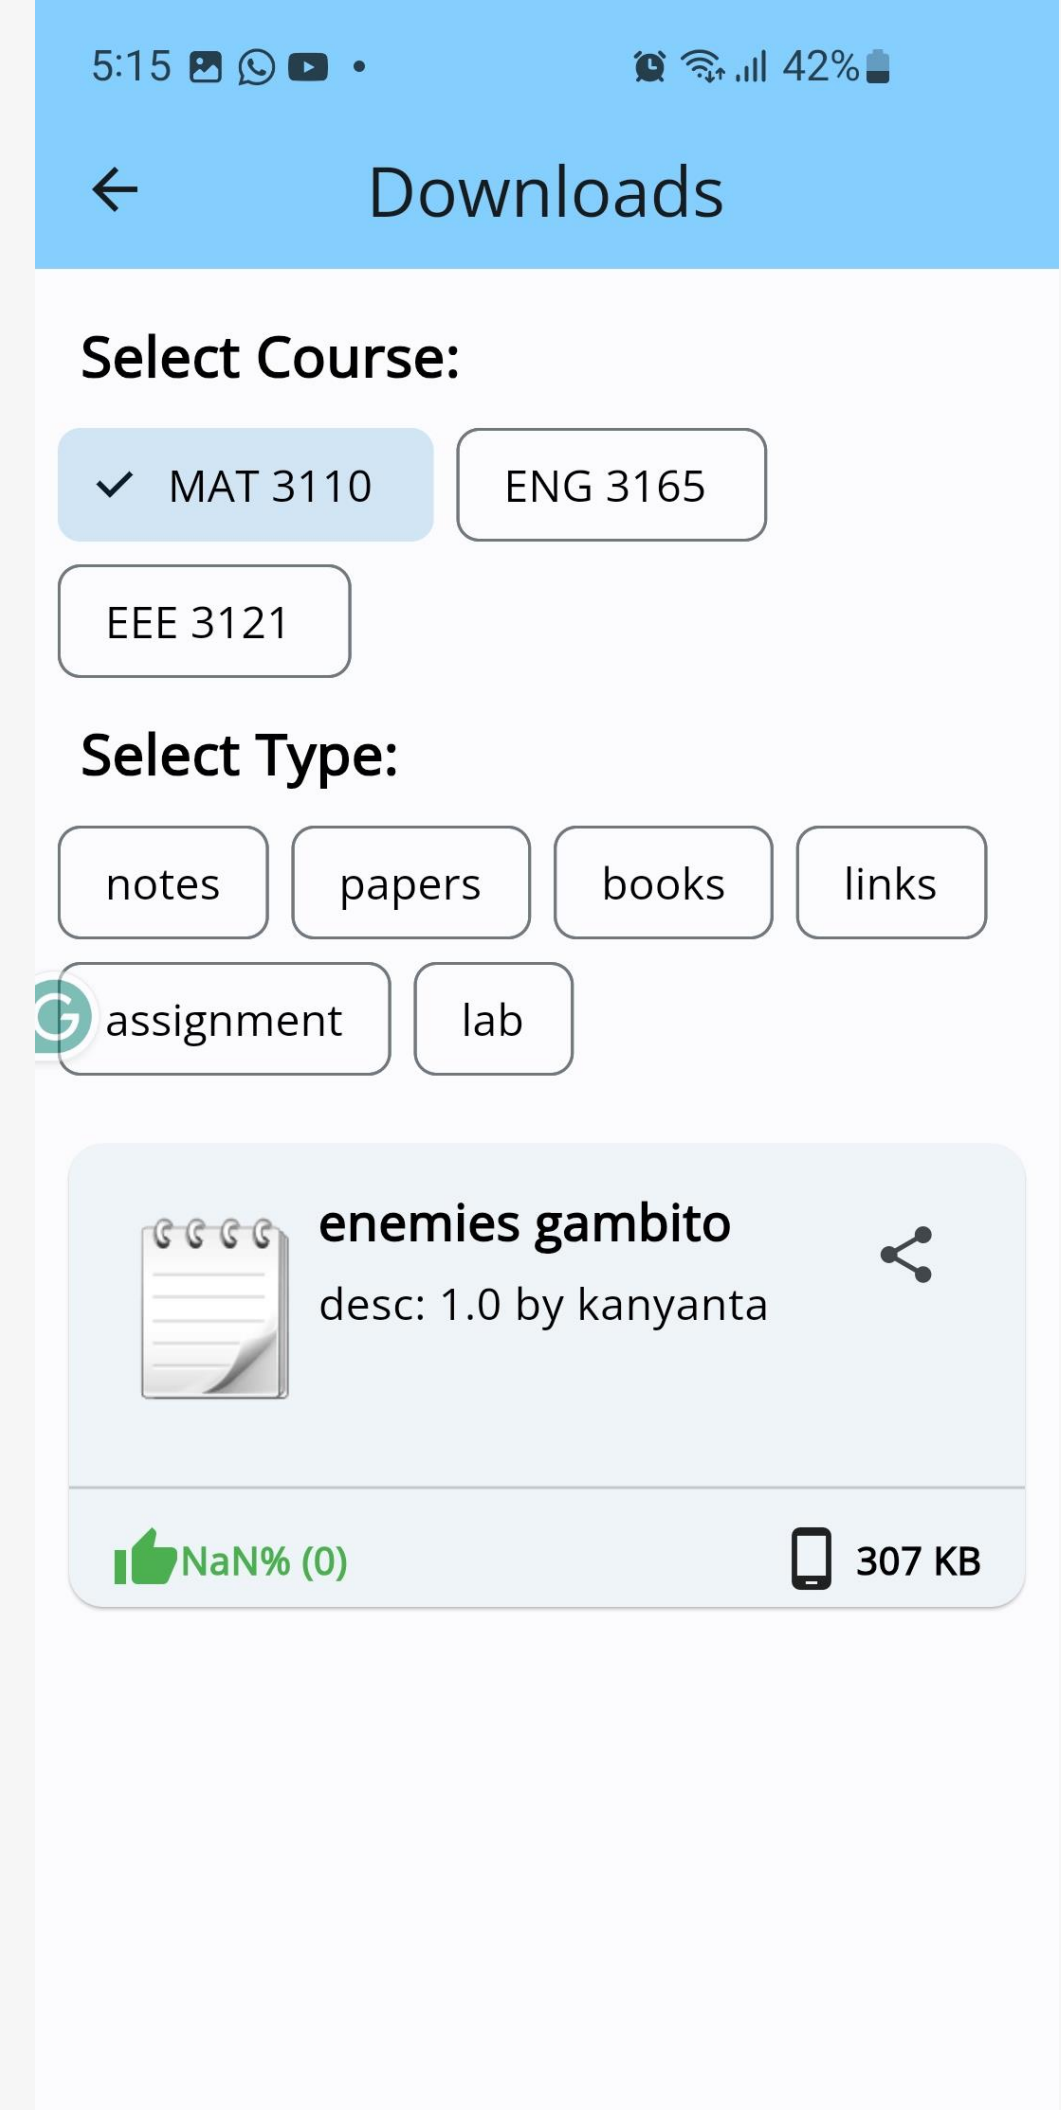 5:15 42%
Downloads
Select Course:
MAT 3110 ENG 3165
EEE 3121
Select Type:
notes papers books links
G assignment lab
enemies gambito
desc: 1.0 by kanyanta
NaN% (0) 307 KB